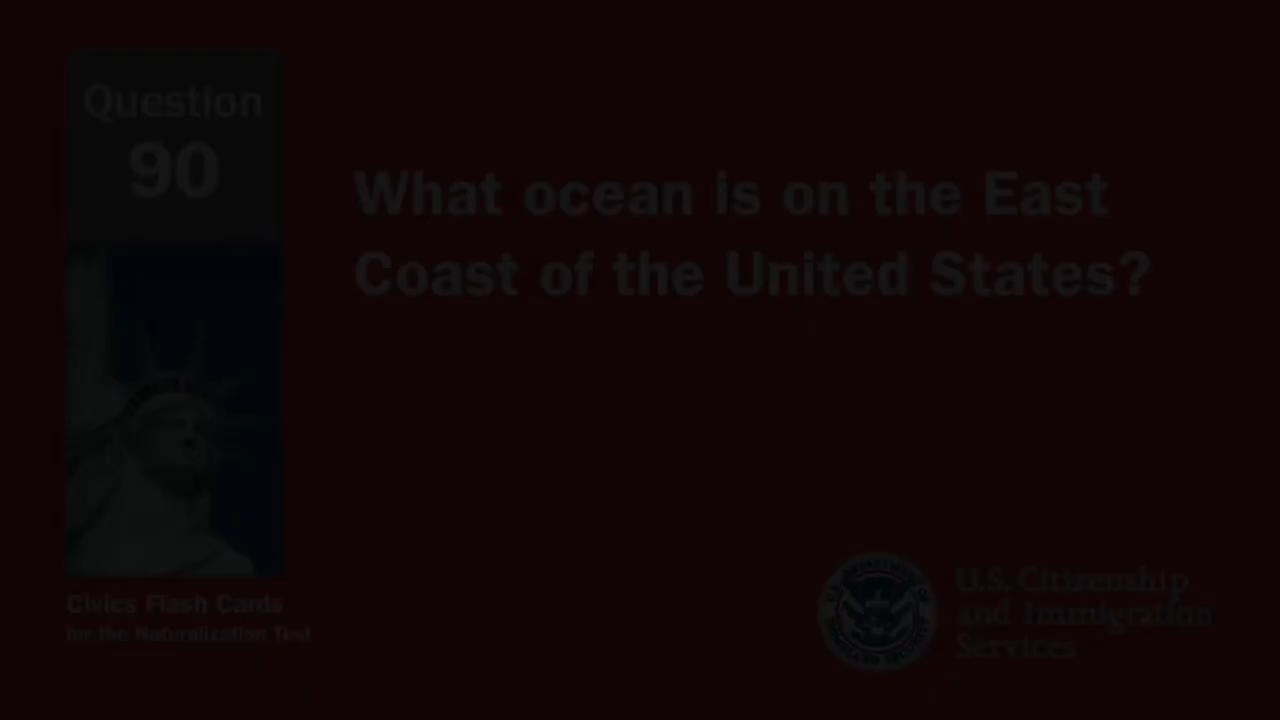 Question
90
What ocean is on the East
Coast of the United States?
Civics Flash Cards
for the Naturalization Test
U.S. Citizenship
and Immigration
Services